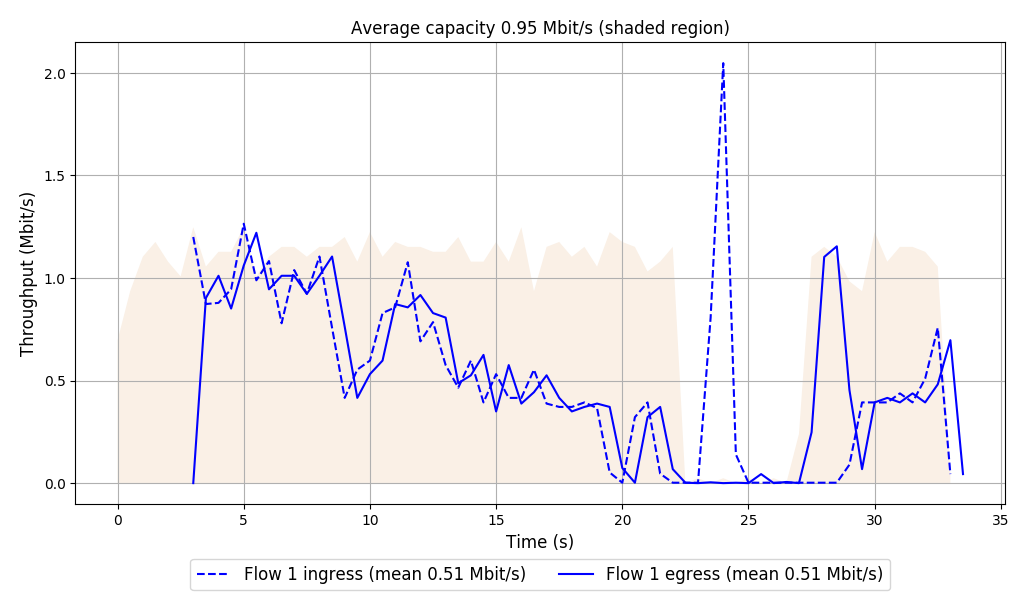 Average capacity 0.95 Mbit/s (shaded region)
Throughput (Mbit/s)
2.0
1.5
1.0
0.5
0.0
0 5 10 15 20 25 30 35
Time (s)
Flow 1 ingress (mean 0.51 Mbit/s) Flow 1 egress (mean 0.51 Mbit/s)